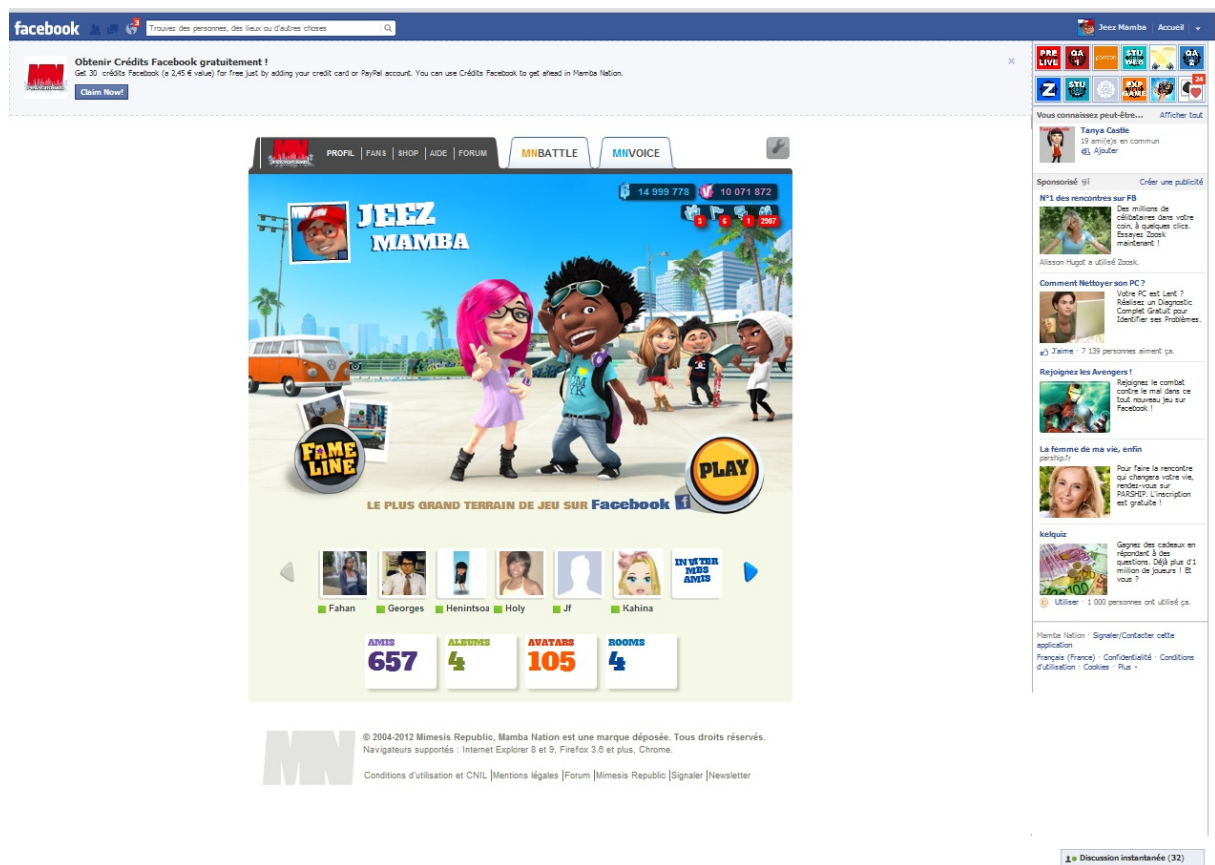 facebook
3
Trouvez des personnes, des lieux ou d'autres choses
Jeez Mamba
Accueil
Obtenir Crédits Facebook gratuitement !
Get 30 crédits Facebook (a 2,45 € value) for free just by adding your credit card or PayPal account. You can use Crédits Facebook to get ahead in Mamba Nation.
Claim Now!
PRE LIVE
STU WEB
Z
STU
EXP GAME
24
Vous connaissez peut-être...
Afficher tout
Tanya Castle
19 ami(e)s en commun
Ajouter
MN
PROFIL | FANS | SHOP | AIDE | FORUM
MNBATTLE
MNVOICE
14 999 778
10 071 872
3
6
1
2907
JEEZ
MAMBA
FAME
LINE
PLAY
LE PLUS GRAND TERRAIN DE JEU SUR Facebook
INVITER
MES
AMIS
Fahan
Georges
Henintsoa
Holy
Jf
Kahina
AMIS
657
ALBUMS
4
AVATARS
105
ROOMS
4
MN
© 2004-2012 Mimesis Republic, Mamba Nation est une marque déposée. Tous droits réservés.
Navigateurs supportés : Internet Explorer 8 et 9, Firefox 3.6 et plus, Chrome.
Conditions d'utilisation et CNIL |Mentions légales |Forum |Mimesis Republic |Signaler |Newsletter
Sponsorisé
Créer une publicité
N°1 des rencontres sur FB
Des millions de
célibataires dans votre
coin, à quelques clics.
Essayez Zoosk
maintenant !
Alisson Hugot a utilisé Zoosk.
Comment Nettoyer son PC ?
Votre PC est Lent ?
Réalisez un Diagnostic
Complet Gratuit pour
Identifier ses Problèmes.
J'aime · 7 139 personnes aiment ça.
Rejoignez les Avengers !
Rejoignez le combat
contre le mal dans ce
tout nouveau jeu sur
Facebook !
La femme de ma vie, enfin
parship.fr
Pour faire la rencontre
qui changera votre vie,
rendez-vous sur
PARSHIP. L'inscription
est gratuite !
kelquiz
Gagnez des cadeaux en
répondant à des
questions. Déjà plus d'1
million de joueurs ! Et
vous ?
Utiliser · 1 000 personnes ont utilisé ça.
Mamba Nation · Signaler/Contacter cette
application
Français (France) · Confidentialité · Conditions
d'utilisation · Cookies · Plus
Discussion instantanée (32)